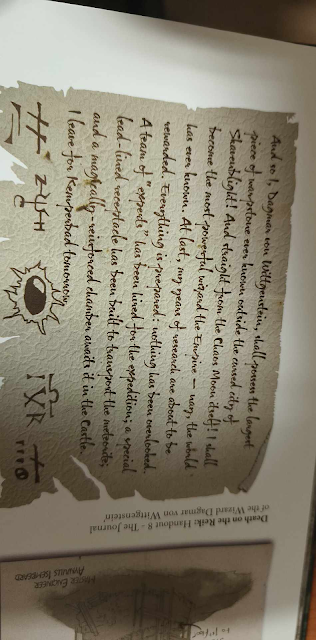 And so I, Dagmar von Wittgenstein, shall possess the largest
piece of warpstone ever known outside the cursed city of
Skavenblight! And straight from the Chaos Moon itself! I shall
become the most powerful wizard the Empire — nay, the world
has ever known. At last, my years of research are about to be
rewarded. Everything is prepared: nothing has been overlooked.
A team of "experts" has been hired for the expedition; a special
lead-lined receptacle has been built to transport the meteorite;
and a magically-reinforced chamber awaits it in the Castle.
I leave for Kemperbad tomorrow.
Death on the Reik: Handout 8 - The Journal
of the Wizard Dagmar von Wittgenstein